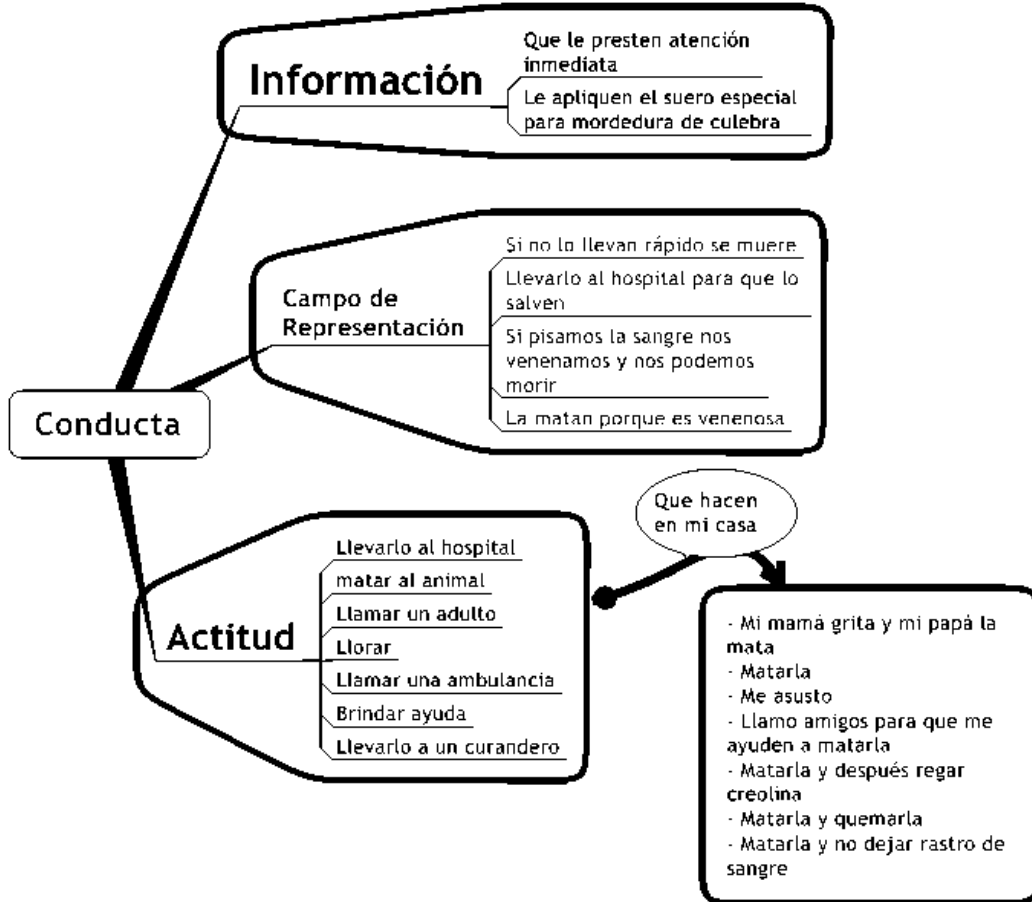 Información
Que le presten atención
inmediata
Le apliquen el suero especial
para mordedura de culebra
Campo de
Representación
Si no lo llevan rápido se muere
Llevarlo al hospital para que lo
salven
Si pisamos la sangre nos
venenamos y nos podemos
morir
La matan porque es venenosa
Conducta
Actitud
Llevarlo al hospital
matar al animal
Llamar un adulto
Llorar
Llamar una ambulancia
Brindar ayuda
Llevarlo a un curandero
Que hacen
en mi casa
- Mi mamá grita y mi papá la
mata
- Matarla
- Me asusto
- Llamo amigos para que me
ayuden a matarla
- Matarla y después regar
creolina
- Matarla y quemarla
- Matarla y no dejar rastro de
sangre